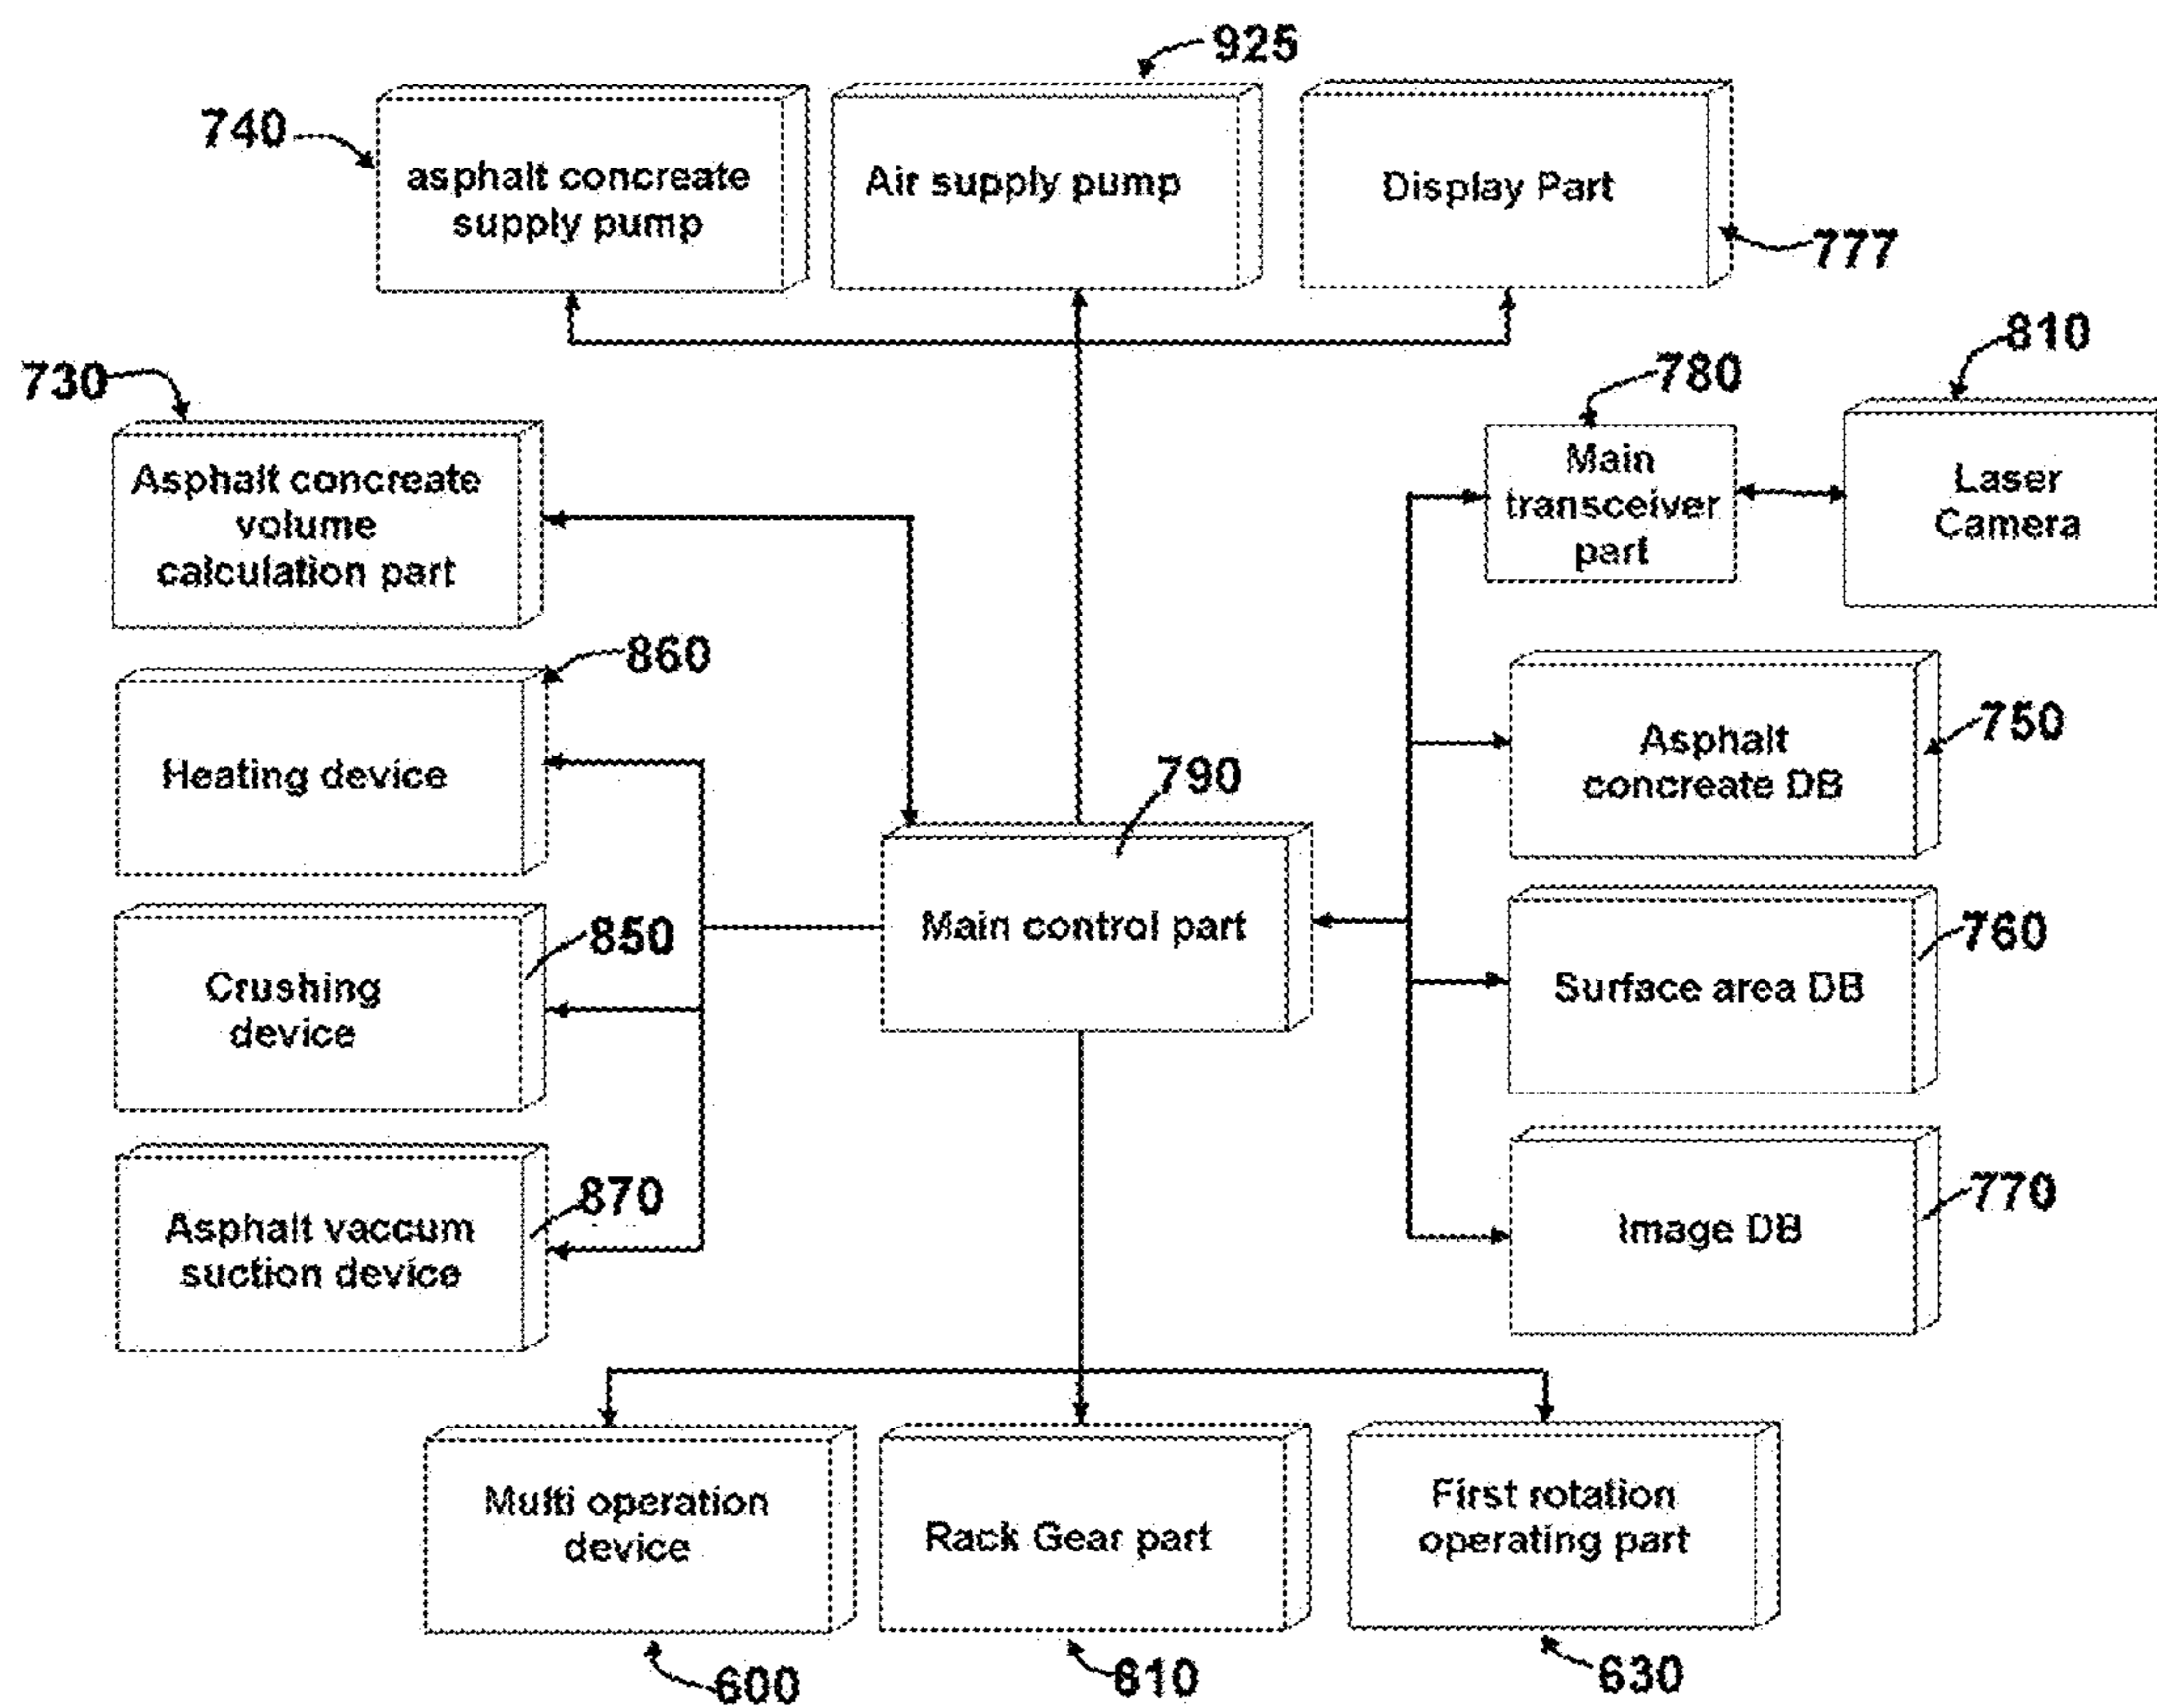 925
740
asphalt concreate
supply pump
Air supply pump
Display Part
777
810
780
730
Asphalt concreate
volume
calculation part
Main
transceiver
part
Laser
Camera
860
Heating device
750
Asphalt
concreate DB
790
Main control part
850
Crushing
device
760
Surface area DB
870
Asphalt vaccum
suction device
770
Image DB
Multi operation
device
Rack Gear part
First rotation
operating part
600
610
630